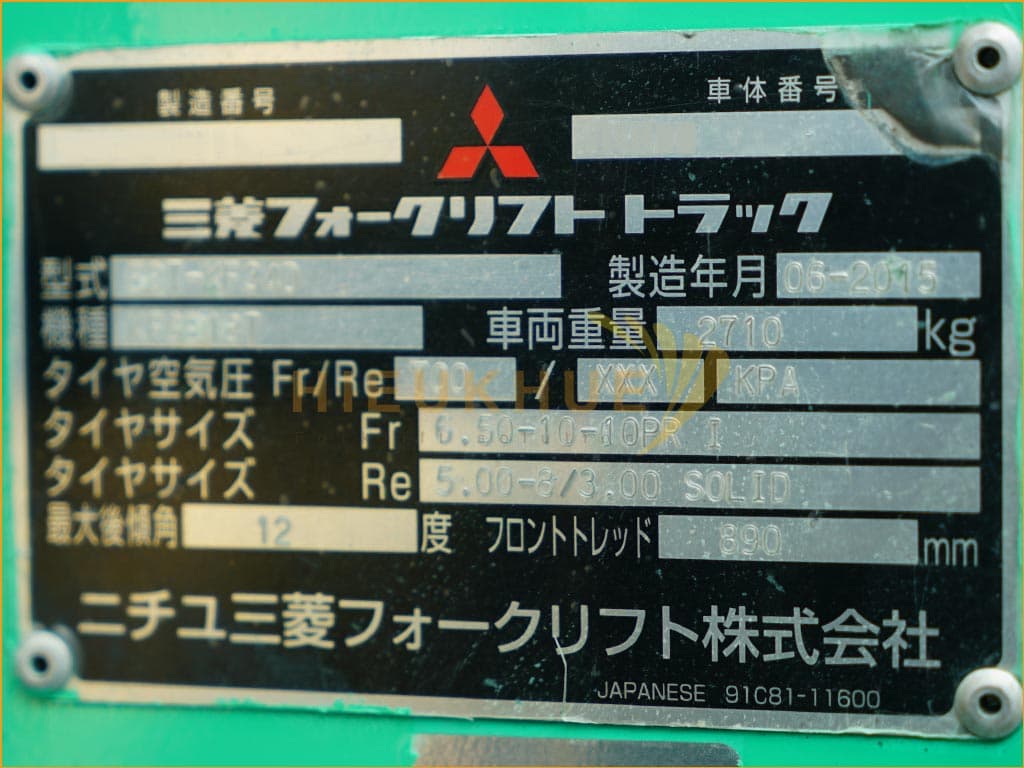 製造番号 車体番号
三菱フォークリフト トラック
型式 製造年月 06-2015
機種 車両重量 2710 kg
タイヤ空気圧 Fr/Re 700 / XXX KPA
HIEUKHUE
タイヤサイズ Fr 6.50-10-10PR I
タイヤサイズ Re 5.00-8/3.00 SOLID
最大後傾角 12 度 フロントトレッド 890 mm
ニチユ三菱フォークリフト株式会社
JAPANESE 91C81-11600